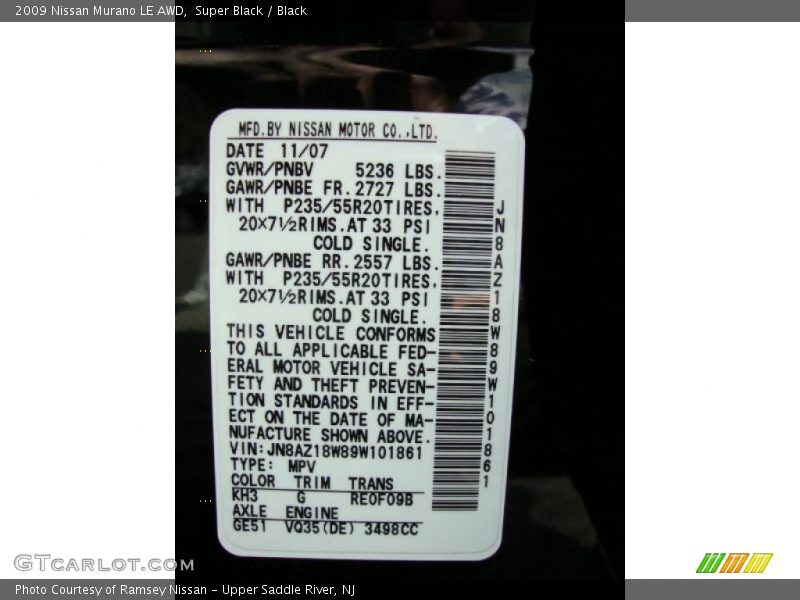 2009 Nissan Murano LE AWD,  Super Black / Black
MFD.BY NISSAN MOTOR CO.,LTD.
DATE 11/07
GVWR/PNBV 5236 LBS.
GAWR/PNBE FR.2727 LBS.
WITH P235/55R20TIRES,
20×7½RIMS.AT 33 PSI
COLD SINGLE.
GAWR/PNBE RR.2557 LBS.
WITH P235/55R20TIRES,
20×7½RIMS.AT 33 PSI
COLD SINGLE.
THIS VEHICLE CONFORMS
TO ALL APPLICABLE FED-
ERAL MOTOR VEHICLE SA-
FETY AND THEFT PREVEN-
TION STANDARDS IN EFF-
ECT ON THE DATE OF MA-
NUFACTURE SHOWN ABOVE.
VIN:JN8AZ18W89W101861
TYPE: MPV
COLOR TRIM TRANS
KH3 G RE0F09B
AXLE ENGINE
GE51 VQ35(DE) 3498CC
JN8AZ18W89W101861
GTCarlot.com
Photo Courtesy of Ramsey Nissan - Upper Saddle River, NJ